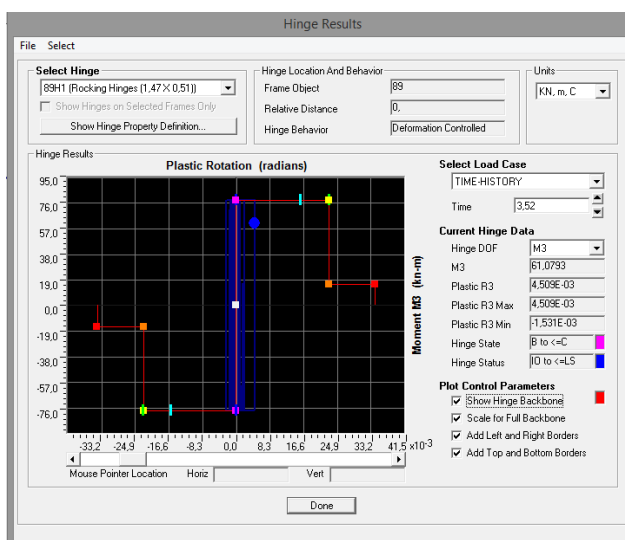 Hinge Results
File Select
Select Hinge
89H1 (Rocking Hinges (1,47 X 0,51))
Show Hinges on Selected Frames Only
Show Hinge Property Definition...
Hinge Location And Behavior
Frame Object 89
Relative Distance 0,
Hinge Behavior Deformation Controlled
Units
KN, m, C
Hinge Results
Plastic Rotation (radians)
95,0
76,0
57,0
38,0
19,0
0,0
-19,0
-38,0
-57,0
-76,0
Moment M3 (kn-m)
-33,2 -24,9 -16,6 -8,3 0,0 8,3 16,6 24,9 33,2 41,5 x10-3
Mouse Pointer Location Horiz Vert
Select Load Case
TIME-HISTORY
Time 3,52
Current Hinge Data
Hinge DOF M3
M3 61,0793
Plastic R3 4,509E-03
Plastic R3 Max 4,509E-03
Plastic R3 Min -1,531E-03
Hinge State B to <=C
Hinge Status IO to <=LS
Plot Control Parameters
Show Hinge Backbone
Scale for Full Backbone
Add Left and Right Borders
Add Top and Bottom Borders
Done